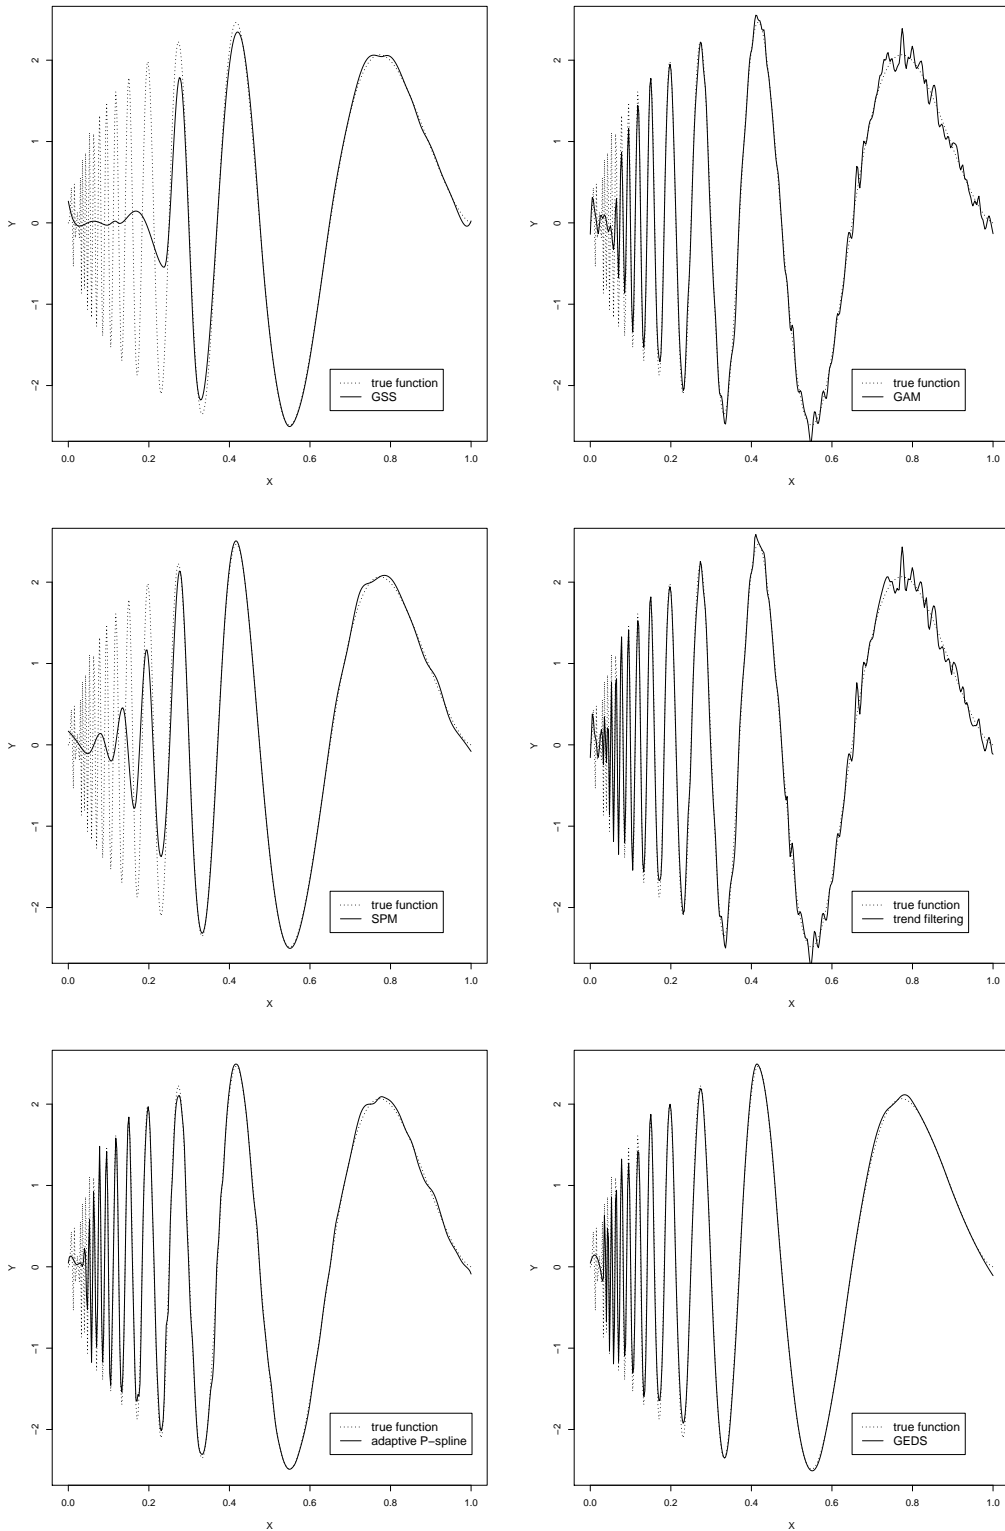 2
1
0
−1
−2
Y
true function
GSS
0.0 0.2 0.4 0.6 0.8 1.0
X
2
1
0
−1
−2
Y
true function
GAM
0.0 0.2 0.4 0.6 0.8 1.0
X
2
1
0
−1
−2
Y
true function
SPM
0.0 0.2 0.4 0.6 0.8 1.0
X
2
1
0
−1
−2
Y
true function
trend filtering
0.0 0.2 0.4 0.6 0.8 1.0
X
2
1
0
−1
−2
Y
true function
adaptive P−spline
0.0 0.2 0.4 0.6 0.8 1.0
X
2
1
0
−1
−2
Y
true function
GEDS
0.0 0.2 0.4 0.6 0.8 1.0
X